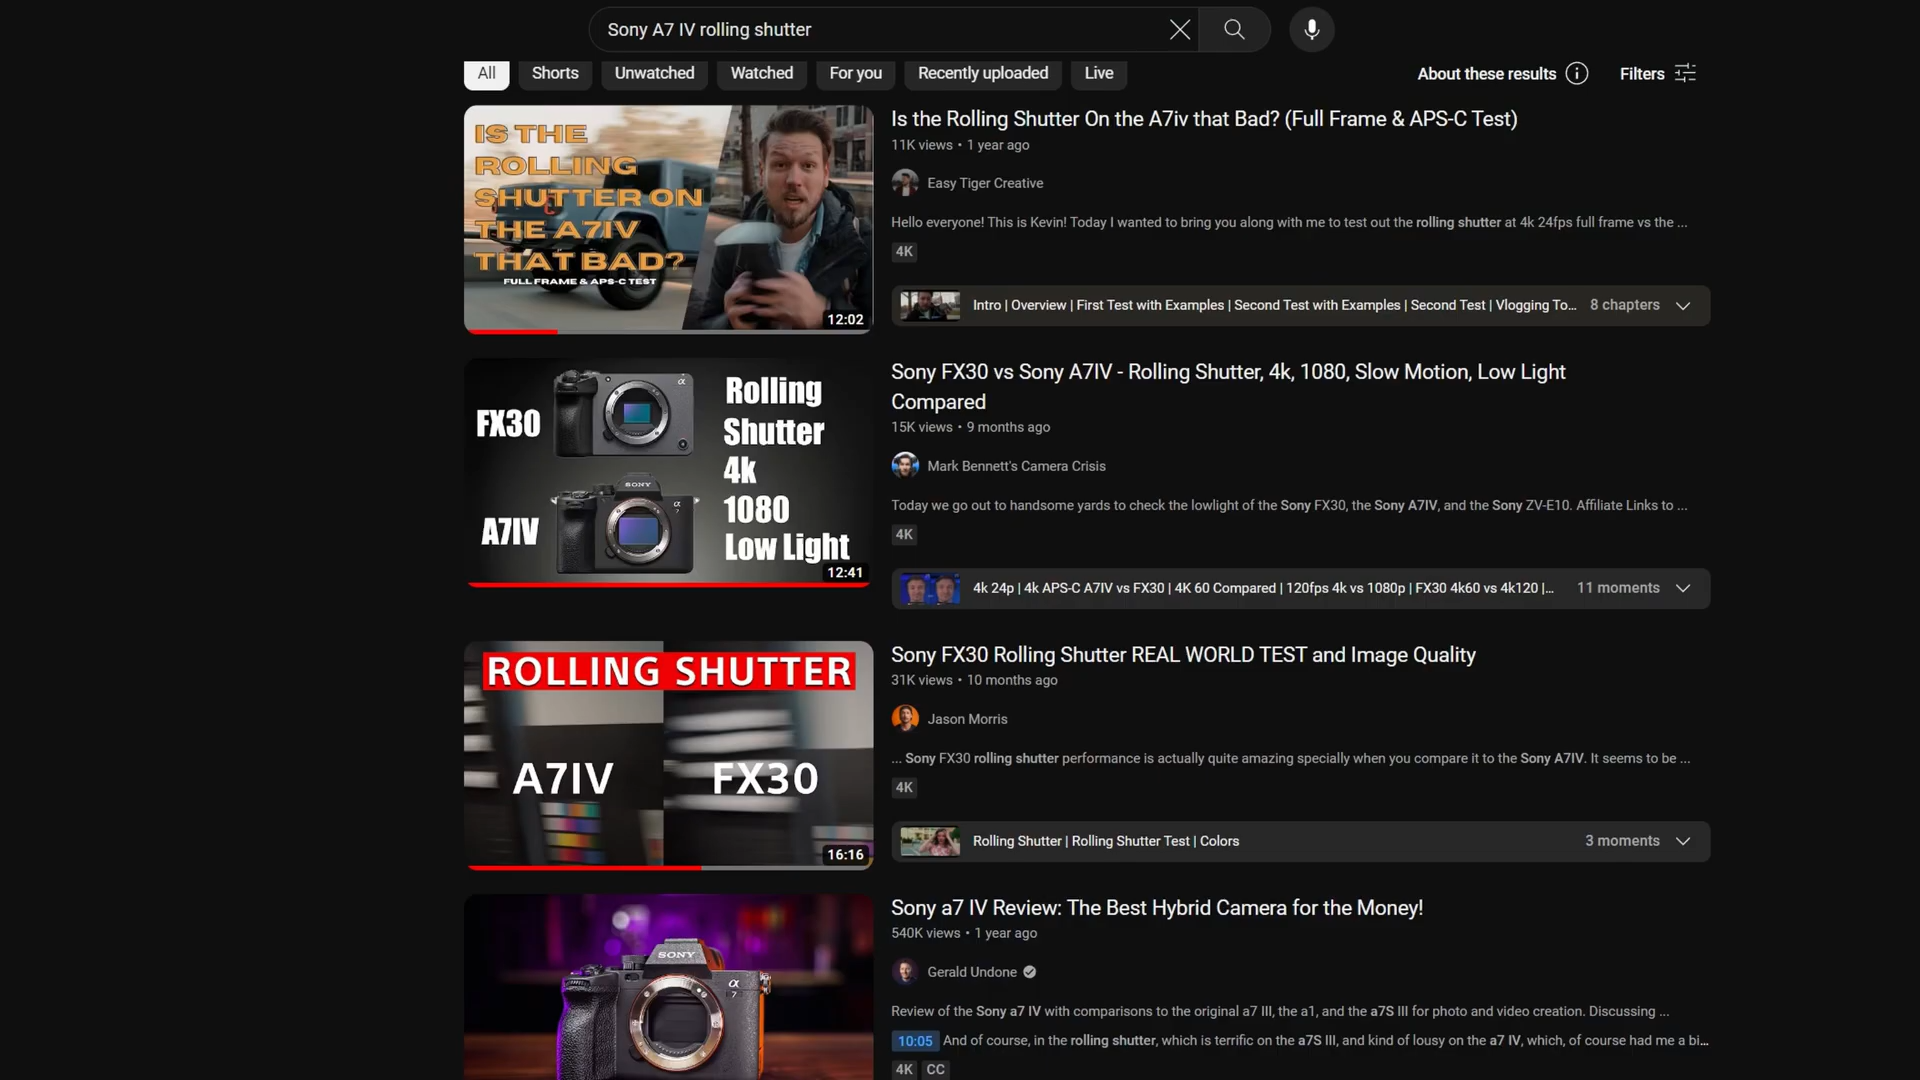 Sony A7 IV rolling shutter
All Shorts Unwatched Watched For you Recently uploaded Live About these results Filters
IS THE
ROLLING
SHUTTER ON
THE A7IV
THAT BAD?
FULL FRAME & APS-C TEST
12:02
Is the Rolling Shutter On the A7iv that Bad? (Full Frame & APS-C Test)
11K views • 1 year ago
Easy Tiger Creative
Hello everyone! This is Kevin! Today I wanted to bring you along with me to test out the rolling shutter at 4k 24fps full frame vs the ...
4K
Intro | Overview | First Test with Examples | Second Test with Examples | Second Test | Vlogging To... 8 chapters
FX30
A7IV
SONY
Rolling
Shutter
4k
1080
Low Light
12:41
Sony FX30 vs Sony A7IV - Rolling Shutter, 4k, 1080, Slow Motion, Low Light
Compared
15K views • 9 months ago
Mark Bennett's Camera Crisis
Today we go out to handsome yards to check the lowlight of the Sony FX30, the Sony A7IV, and the Sony ZV-E10. Affiliate Links to ...
4K
4k 24p | 4k APS-C A7IV vs FX30 | 4K 60 Compared | 120fps 4k vs 1080p | FX30 4k60 vs 4k120 |... 11 moments
ROLLING SHUTTER
A7IV FX30
16:16
Sony FX30 Rolling Shutter REAL WORLD TEST and Image Quality
31K views • 10 months ago
Jason Morris
... Sony FX30 rolling shutter performance is actually quite amazing specially when you compare it to the Sony A7IV. It seems to be ...
4K
Rolling Shutter | Rolling Shutter Test | Colors 3 moments
SONY
α
7
Sony a7 IV Review: The Best Hybrid Camera for the Money!
540K views • 1 year ago
Gerald Undone
Review of the Sony a7 IV with comparisons to the original a7 III, the a1, and the a7S III for photo and video creation. Discussing ...
10:05 And of course, in the rolling shutter, which is terrific on the a7S III, and kind of lousy on the a7 IV, which, of course had me a bi...
4K CC